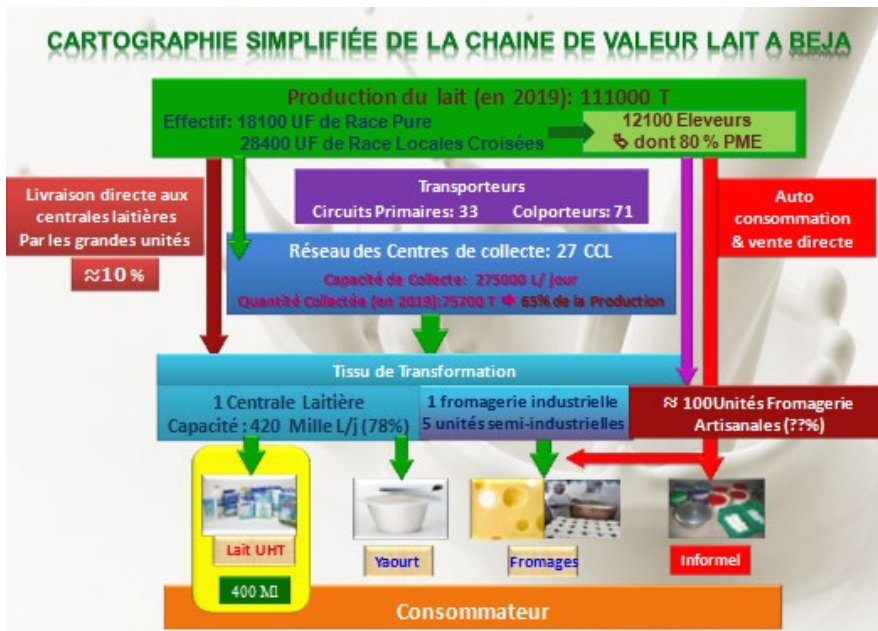 CARTOGRAPHIE SIMPLIFIÉE DE LA CHAINE DE VALEUR LAIT A BEJA
Production du lait (en 2019): 111000 T
Effectif: 18100 UF de Race Pure
28400 UF de Race Locales Croisées
12100 Eleveurs
dont 80 % PME
Livraison directe aux
centrales laitières
Par les grandes unités
≈10 %
Transporteurs
Circuits Primaires: 33 Colporteurs: 71
Auto
consommation
& vente directe
Réseau des Centres de collecte: 27 CCL
Capacité de Collecte: 275000 L/ jour
Quantité Collectée (en 2019):75700 T ➡ 65% de la Production
Tissu de Transformation
1 Centrale Laitière
Capacité : 420 Mille L/j (78%)
1 fromagerie industrielle
5 unités semi-industrielles
≈ 100Unités Fromagerie
Artisanales (??%)
Lait UHT
Yaourt
Fromages
Informel
400 Ml
Consommateur